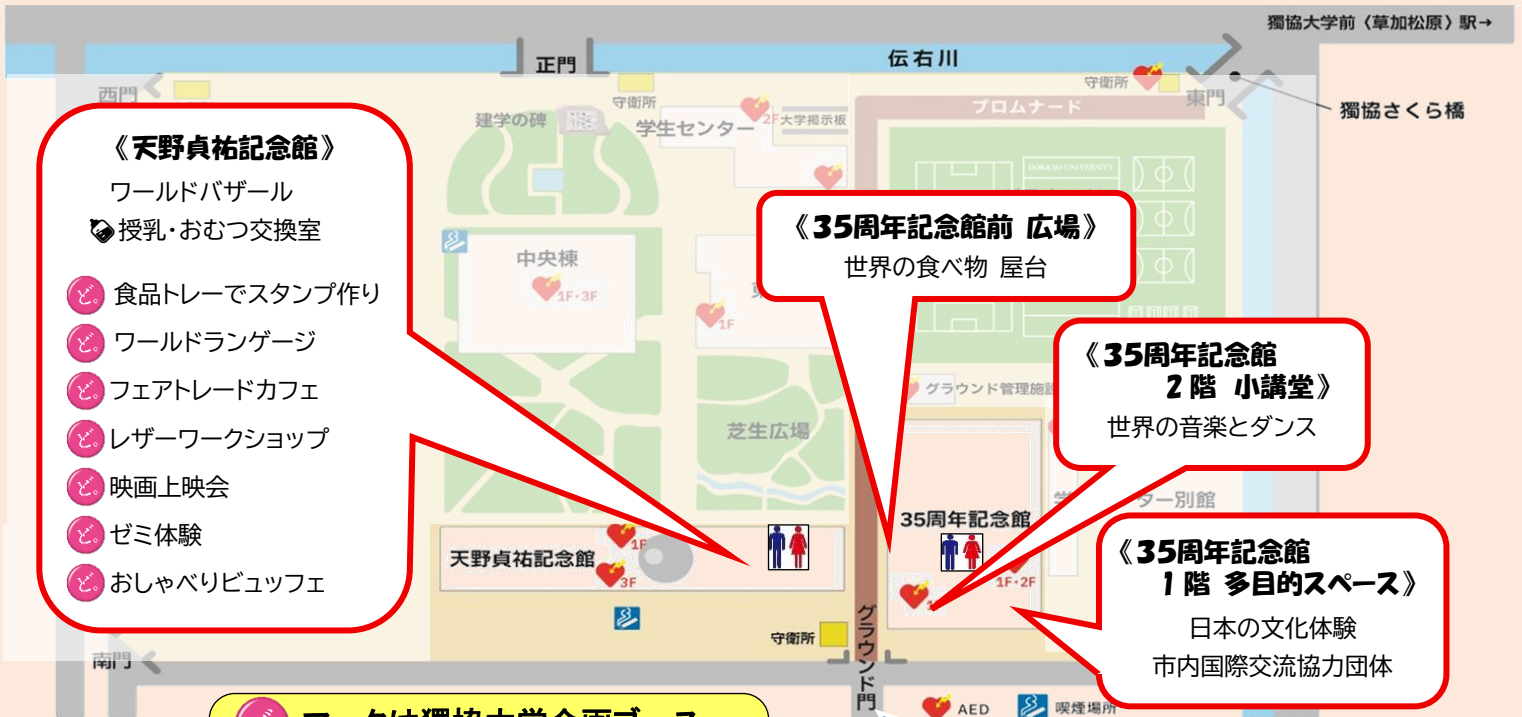 獨協大学前〈草加松原〉駅→
正門
伝右川
西門
守衛所
守衛所
東門
獨協さくら橋
建学の碑
学生センター
2F
大学掲示板
プロムナード
DOKKYO UNIVERSITY
《天野貞祐記念館》
ワールドバザール
授乳・おむつ交換室
ど。 食品トレーでスタンプ作り
ど。 ワールドランゲージ
ど。 フェアトレードカフェ
ど。 レザーワークショップ
ど。 映画上映会
ど。 ゼミ体験
ど。 おしゃべりビュッフェ
《35周年記念館前 広場》
世界の食べ物 屋台
中央棟
1F・3F
1F
《35周年記念館
2階 小講堂》
世界の音楽とダンス
グラウンド管理施
芝生広場
ター別館
35周年記念館
1F・2F
天野貞祐記念館
1F
3F
《35周年記念館
1階 多目的スペース》
日本の文化体験
市内国際交流協力団体
守衛所
グラウンド門
南門
AED
喫煙場所